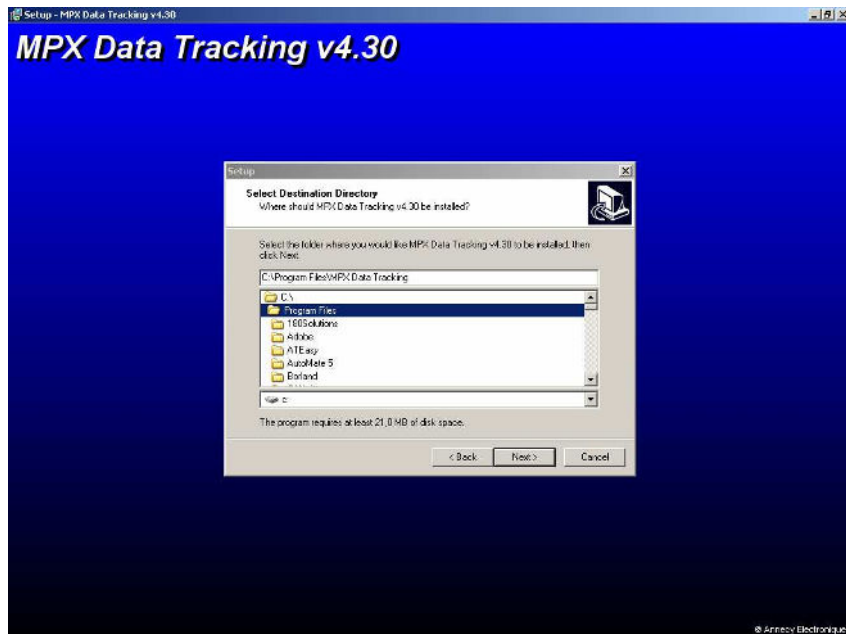 Setup - MPX Data Tracking v4.30
MPX Data Tracking v4.30
Setup
Select Destination Directory
Where should MPX Data Tracking v4.30 be installed?
Select the folder where you would like MPX Data Tracking v4.30 to be installed, then
click Next.
C:\Program Files\MPX Data Tracking
C:\
Program Files
180Solutions
Adobe
ATEasy
AutoMate 5
Borland
c:
The program requires at least 21,0 MB of disk space.
< Back
Next >
Cancel
© Annecy Electronique